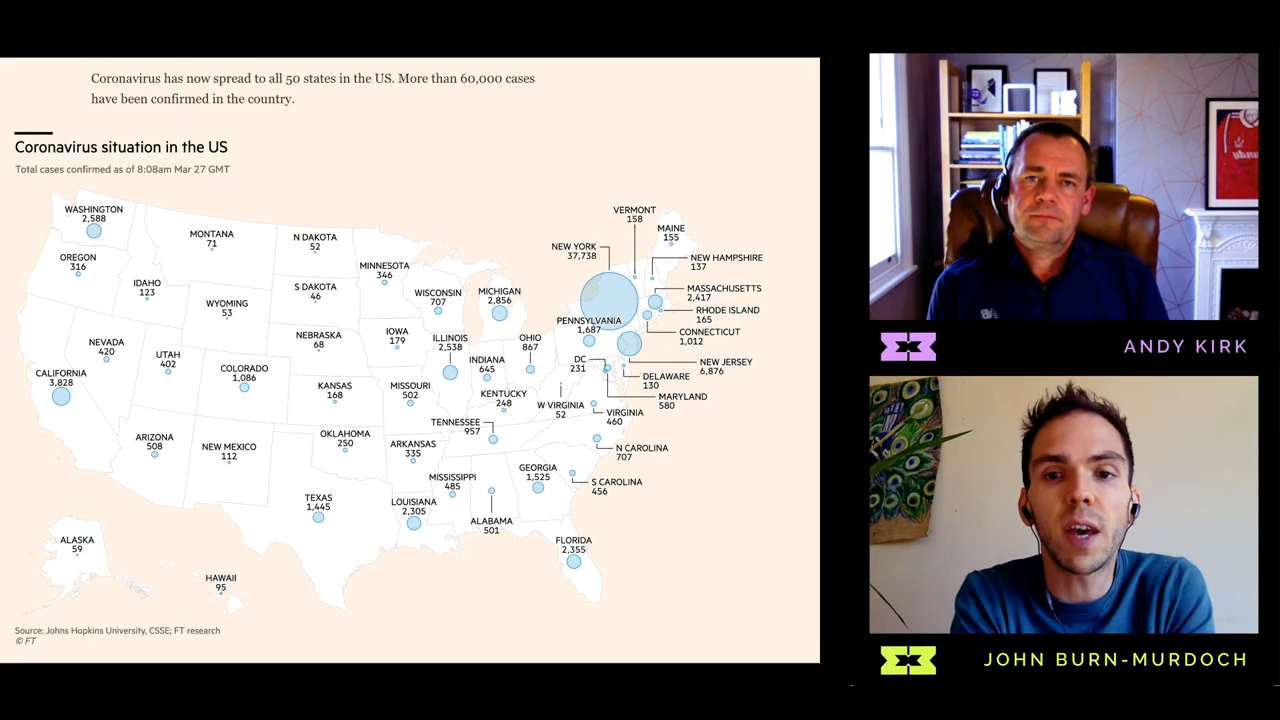 Coronavirus has now spread to all 50 states in the US. More than 60,000 cases
have been confirmed in the country.
Coronavirus situation in the US
Total cases confirmed as of 8:08am Mar 27 GMT
WASHINGTON
2,588
OREGON
316
CALIFORNIA
3,828
NEVADA
420
IDAHO
123
MONTANA
71
WYOMING
53
UTAH
402
COLORADO
1,086
ARIZONA
508
NEW MEXICO
112
N DAKOTA
52
S DAKOTA
46
NEBRASKA
68
KANSAS
168
OKLAHOMA
250
TEXAS
1,445
MINNESOTA
346
IOWA
179
MISSOURI
502
ARKANSAS
335
LOUISIANA
2,305
WISCONSIN
707
ILLINOIS
2,538
MICHIGAN
2,856
INDIANA
645
OHIO
867
KENTUCKY
248
TENNESSEE
957
MISSISSIPPI
485
ALABAMA
501
GEORGIA
1,525
FLORIDA
2,355
S CAROLINA
456
N CAROLINA
707
VIRGINIA
460
W VIRGINIA
52
DC
231
MARYLAND
580
DELAWARE
130
NEW JERSEY
6,876
PENNSYLVANIA
1,687
NEW YORK
37,738
CONNECTICUT
1,012
RHODE ISLAND
165
MASSACHUSETTS
2,417
NEW HAMPSHIRE
137
VERMONT
158
MAINE
155
ALASKA
59
HAWAII
95
Source: Johns Hopkins University, CSSE; FT research
© FT
ANDY KIRK
JOHN BURN-MURDOCH